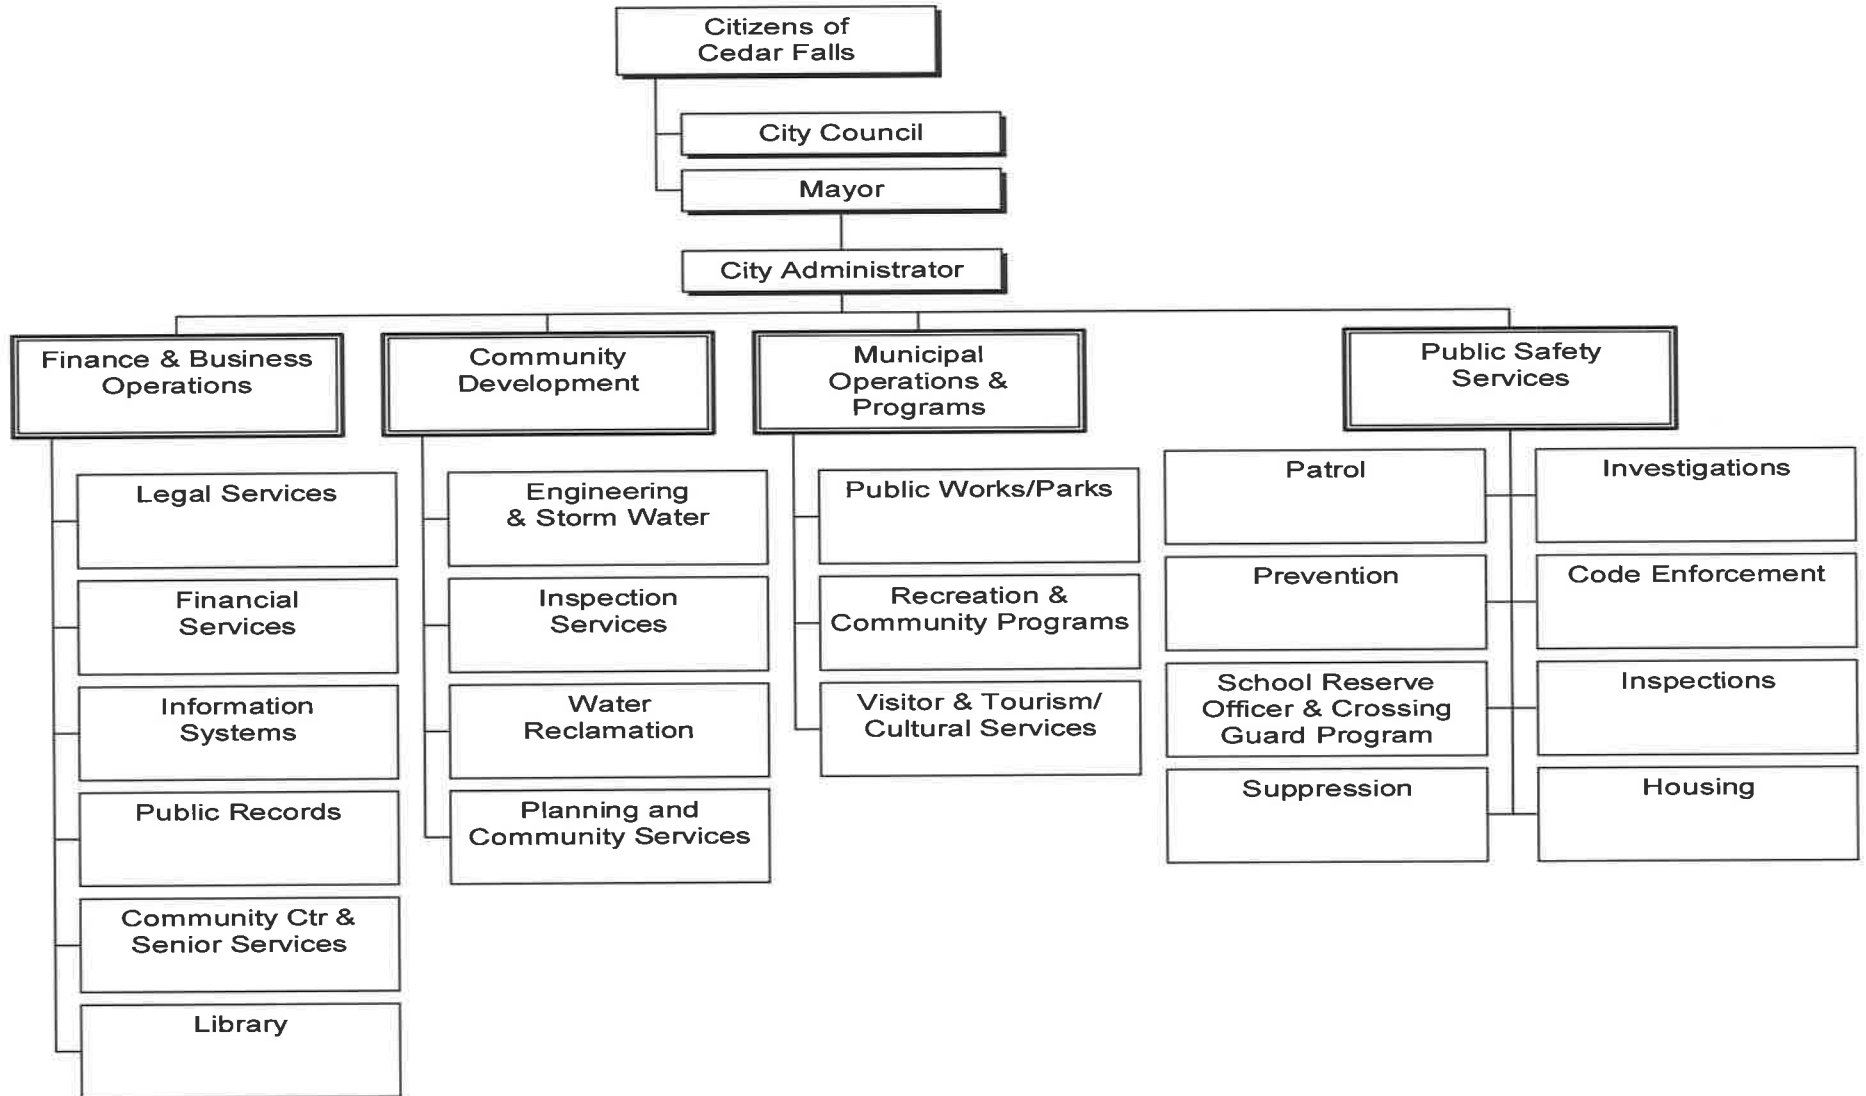 Citizens of
Cedar Falls
City Council
Mayor
City Administrator
Finance & Business
Operations
Community
Development
Municipal
Operations &
Programs
Public Safety
Services
Legal Services
Financial
Services
Information
Systems
Public Records
Community Ctr &
Senior Services
Library
Engineering
& Storm Water
Inspection
Services
Water
Reclamation
Planning and
Community Services
Public Works/Parks
Recreation &
Community Programs
Visitor & Tourism/
Cultural Services
Patrol
Prevention
School Reserve
Officer & Crossing
Guard Program
Suppression
Investigations
Code Enforcement
Inspections
Housing